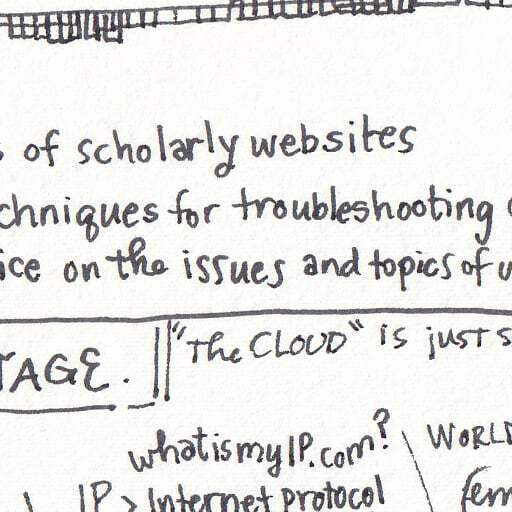 of scholarly websites
chniques for troubleshooting
ice on the issues and topics of
TAGE. "The CLOUD" is just s
whatismyIP.com? WORLD
IP > Internet protocol fem